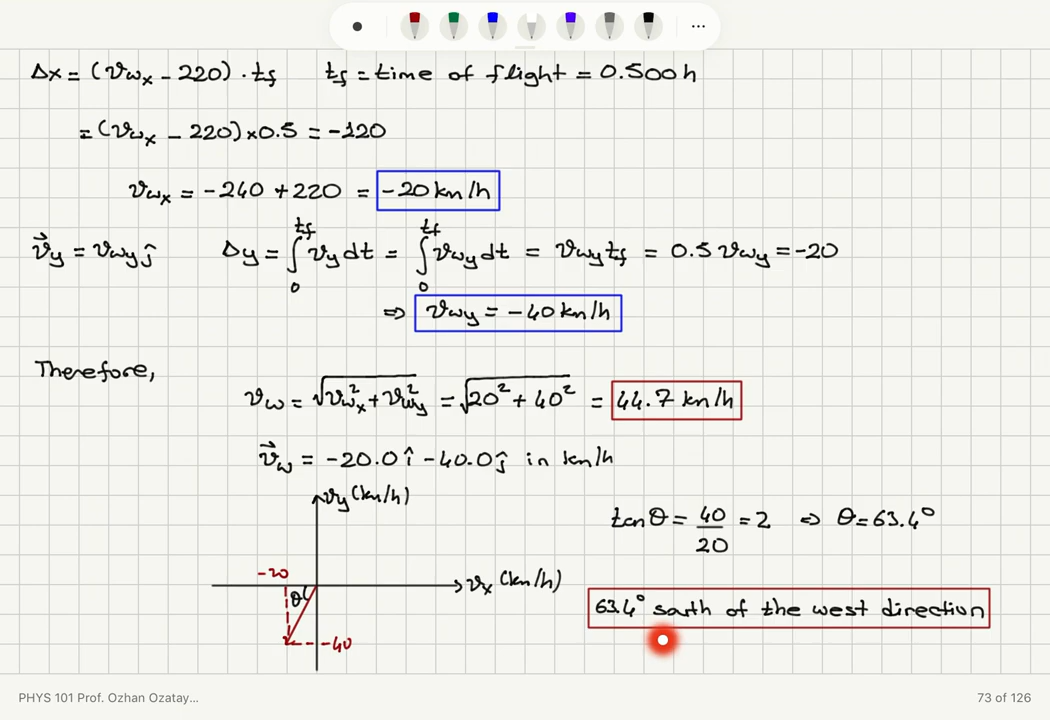 Δx = (v_wx − 220) · t_f    t_f = time of flight = 0.500 h
= (v_wx − 220) × 0.5 = −120
v_wx = −240 + 220 = −20 km/h
v⃗_y = v_wy ĵ    Δy = ∫₀^t_f v_y dt = ∫₀^t_f v_wy dt = v_wy t_f = 0.5 v_wy = −20
⇒ v_wy = −40 km/h
Therefore,
v_w = √(v_wx² + v_wy²) = √(20² + 40²) = 44.7 km/h
v⃗_w = −20.0 î − 40.0 ĵ in km/h
v_y (km/h)
tanθ = 40/20 = 2 ⇒ θ = 63.4°
−20
v_x (km/h)
θ
63.4° south of the west direction
−40
PHYS 101 Prof. Ozhan Ozatay...
73 of 126